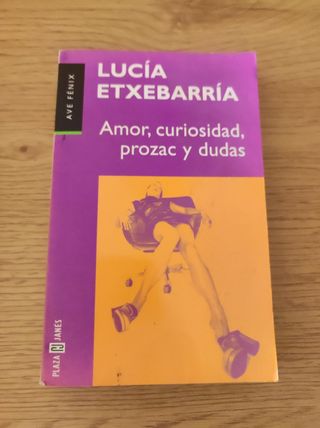 AVE FÉNIX
LUCÍA
ETXEBARRÍA
Amor, curiosidad,
prozac y dudas
PLAZA JANES